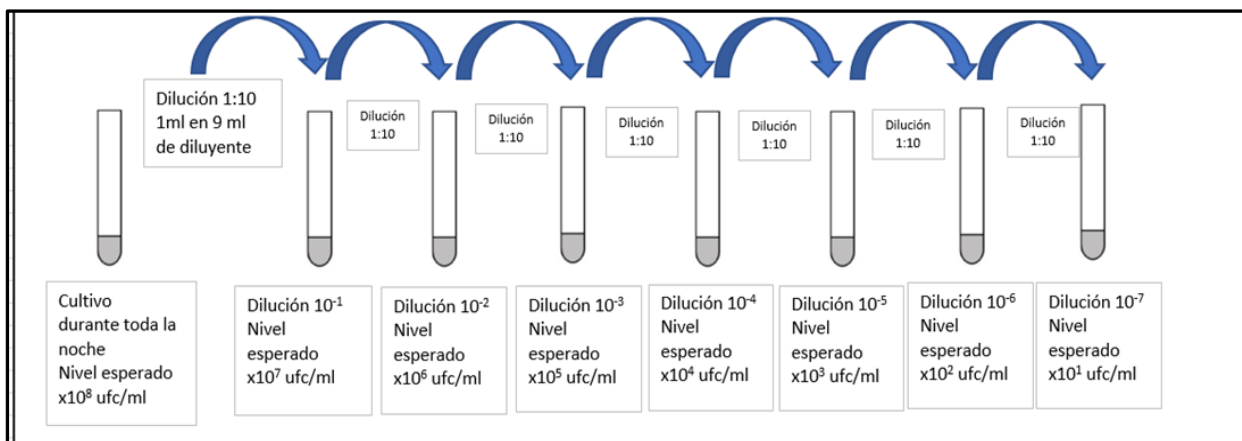 Dilución 1:10
1ml en 9 ml
de diluyente
Dilución
1:10
Dilución
1:10
Dilución
1:10
Dilución
1:10
Dilución
1:10
Dilución
1:10
Cultivo
durante toda la
noche
Nivel esperado
x10⁸ ufc/ml
Dilución 10⁻¹
Nivel
esperado
x10⁷ ufc/ml
Dilución 10⁻²
Nivel
esperado
x10⁶ ufc/ml
Dilución 10⁻³
Nivel
esperado
x10⁵ ufc/ml
Dilución 10⁻⁴
Nivel
esperado
x10⁴ ufc/ml
Dilución 10⁻⁵
Nivel
esperado
x10³ ufc/ml
Dilución 10⁻⁶
Nivel
esperado
x10² ufc/ml
Dilución 10⁻⁷
Nivel
esperado
x10¹ ufc/ml